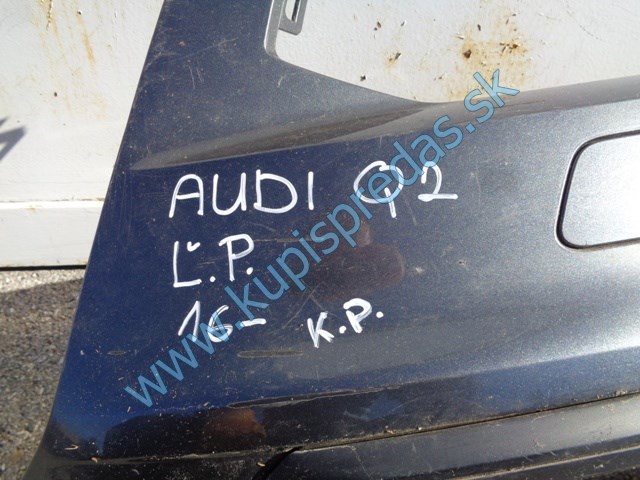 AUDI Q2
Ľ.P.
16- K.P.
www.kupispredas.sk